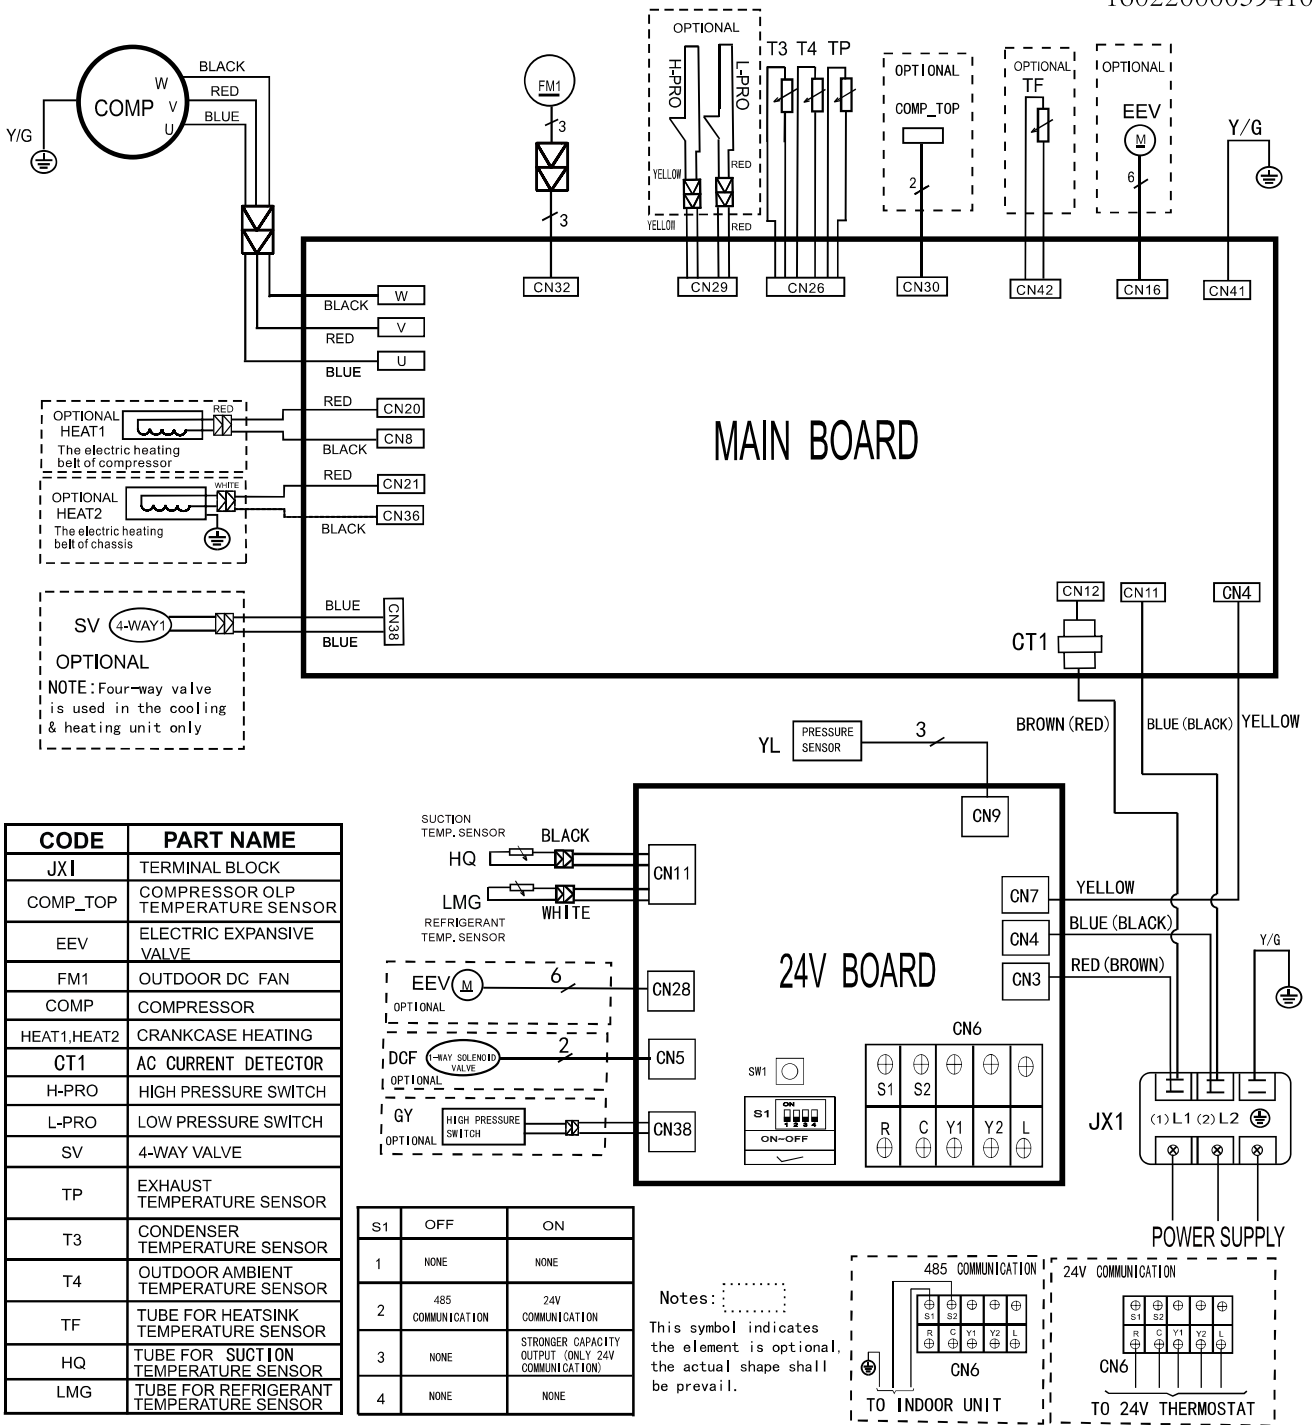 OPTIONAL
H-PRO
L-PRO
YELLOW
RED
YELLOW
RED
T3 T4 TP
OPTIONAL
COMP_TOP
2
OPTIONAL
TF
OPTIONAL
EEV
M
6
Y/G
COMP
W
V
U
BLACK
RED
BLUE
Y/G
FM1
3
3
CN32
CN29
CN26
CN30
CN42
CN16
CN41
BLACK
W
RED
V
BLUE
U
OPTIONAL
HEAT1
The electric heating
belt of compressor
RED
RED
CN20
BLACK
CN8
OPTIONAL
HEAT2
The electric heating
belt of chassis
WHITE
RED
CN21
BLACK
CN36
SV
4-WAY1
BLUE
BLUE
CN38
OPTIONAL
NOTE:Four-way valve
is used in the cooling
& heating unit only
MAIN BOARD
CN12
CN11
CN4
CT1
BROWN(RED)
BLUE(BLACK)
YELLOW
YL
PRESSURE
SENSOR
3
CN9
SUCTION
TEMP. SENSOR
HQ
BLACK
LMG
WHITE
REFRIGERANT
TEMP. SENSOR
CN11
EEV
M
6
OPTIONAL
CN28
DCF
1-WAY SOLENOID
VALVE
2
OPTIONAL
CN5
GY
HIGH PRESSURE
SWITCH
OPTIONAL
CN38
24V BOARD
CN7
YELLOW
CN4
BLUE(BLACK)
CN3
RED(BROWN)
Y/G
SW1
S1
ON
1 2 3 4
ON~OFF
CN6
S1 S2
R C Y1 Y2 L
JX1
(1)L1 (2)L2
POWER SUPPLY
CODE PART NAME
JX1 TERMINAL BLOCK
COMP_TOP COMPRESSOR OLP
TEMPERATURE SENSOR
EEV ELECTRIC EXPANSIVE
VALVE
FM1 OUTDOOR DC FAN
COMP COMPRESSOR
HEAT1,HEAT2 CRANKCASE HEATING
CT1 AC CURRENT DETECTOR
H-PRO HIGH PRESSURE SWITCH
L-PRO LOW PRESSURE SWITCH
SV 4-WAY VALVE
TP EXHAUST
TEMPERATURE SENSOR
T3 CONDENSER
TEMPERATURE SENSOR
T4 OUTDOOR AMBIENT
TEMPERATURE SENSOR
TF TUBE FOR HEATSINK
TEMPERATURE SENSOR
HQ TUBE FOR SUCTION
TEMPERATURE SENSOR
LMG TUBE FOR REFRIGERANT
TEMPERATURE SENSOR
S1 OFF ON
1 NONE NONE
2 485
COMMUNICATION 24V
COMMUNICATION
3 NONE STRONGER CAPACITY
OUTPUT (ONLY 24V
COMMUNICATION)
4 NONE NONE
Notes:
This symbol indicates
the element is optional,
the actual shape shall
be prevail.
485 COMMUNICATION
S1 S2
R C Y1 Y2 L
CN6
TO INDOOR UNIT
24V COMMUNICATION
S1 S2
R C Y1 Y2 L
CN6
TO 24V THERMOSTAT